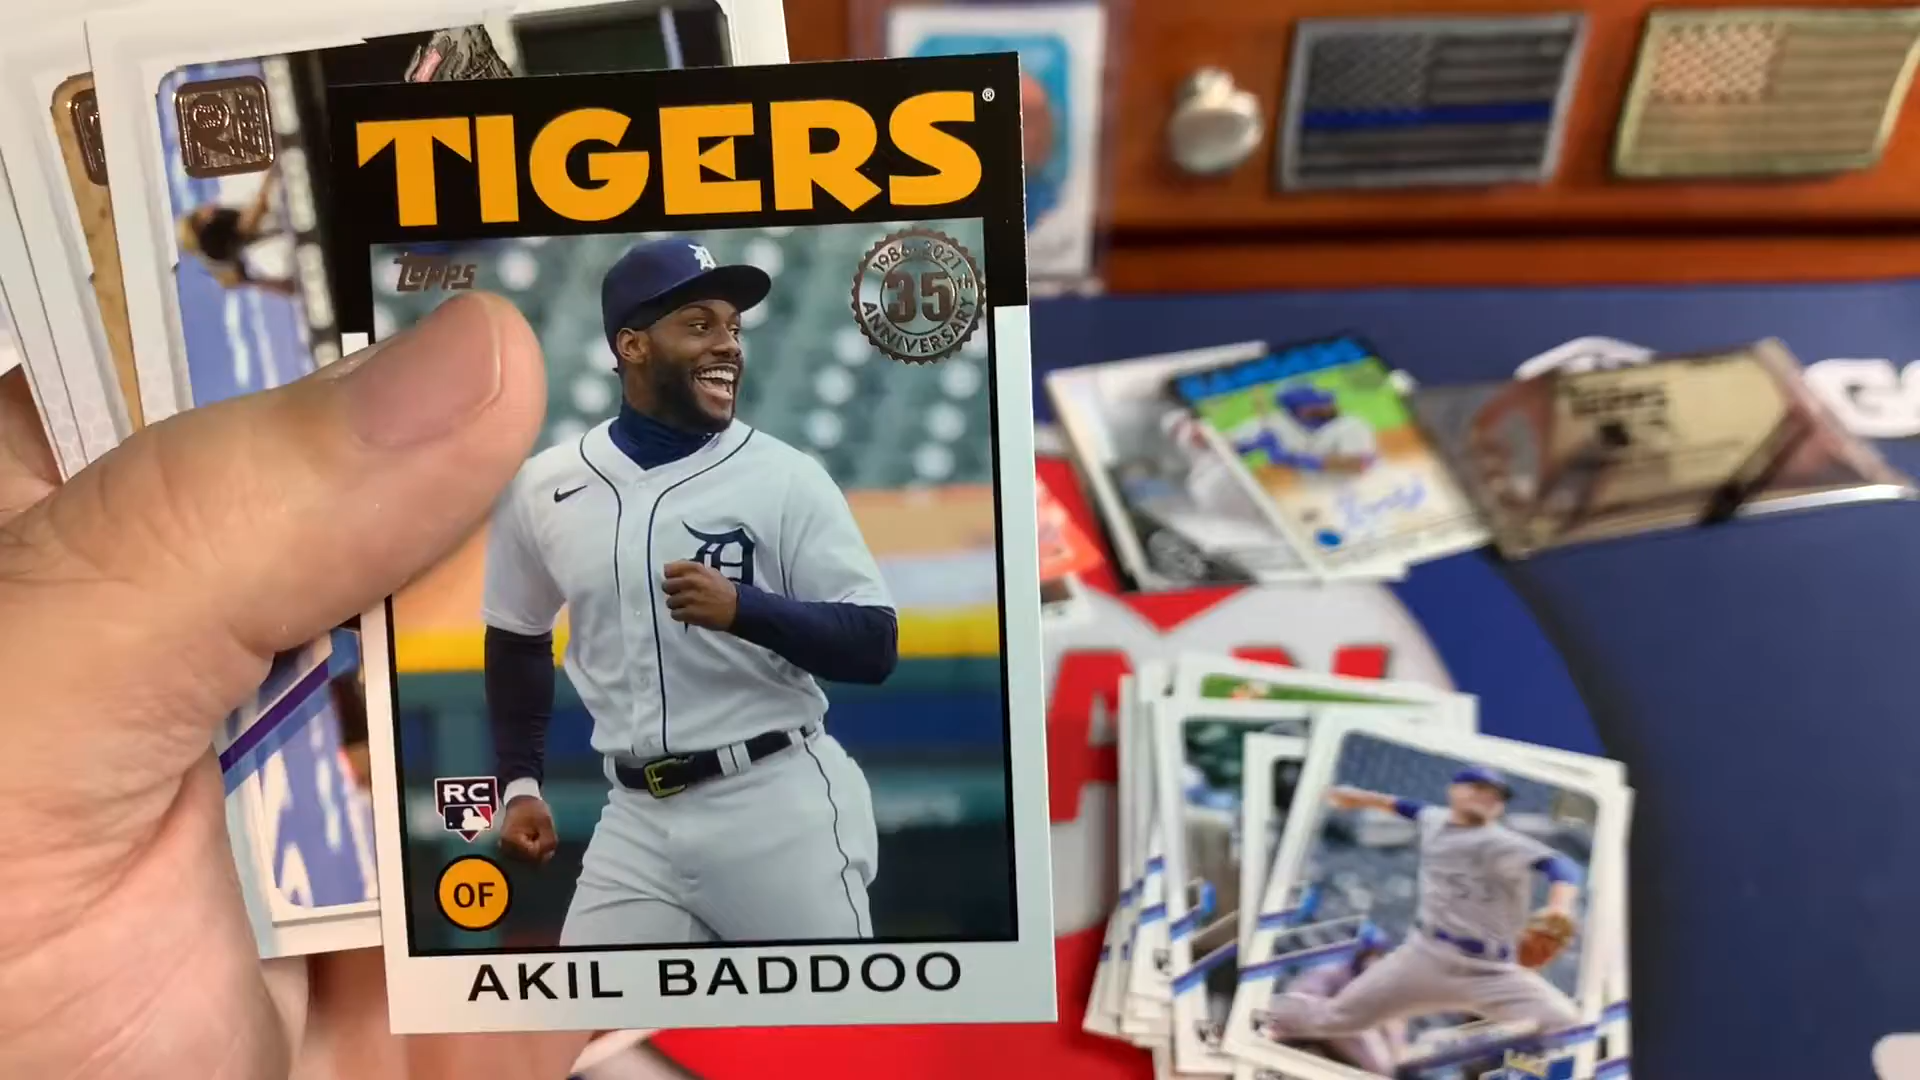 TIGERS®
Topps
1986-2021
35th
ANNIVERSARY
RC
OF
AKIL BADDOO